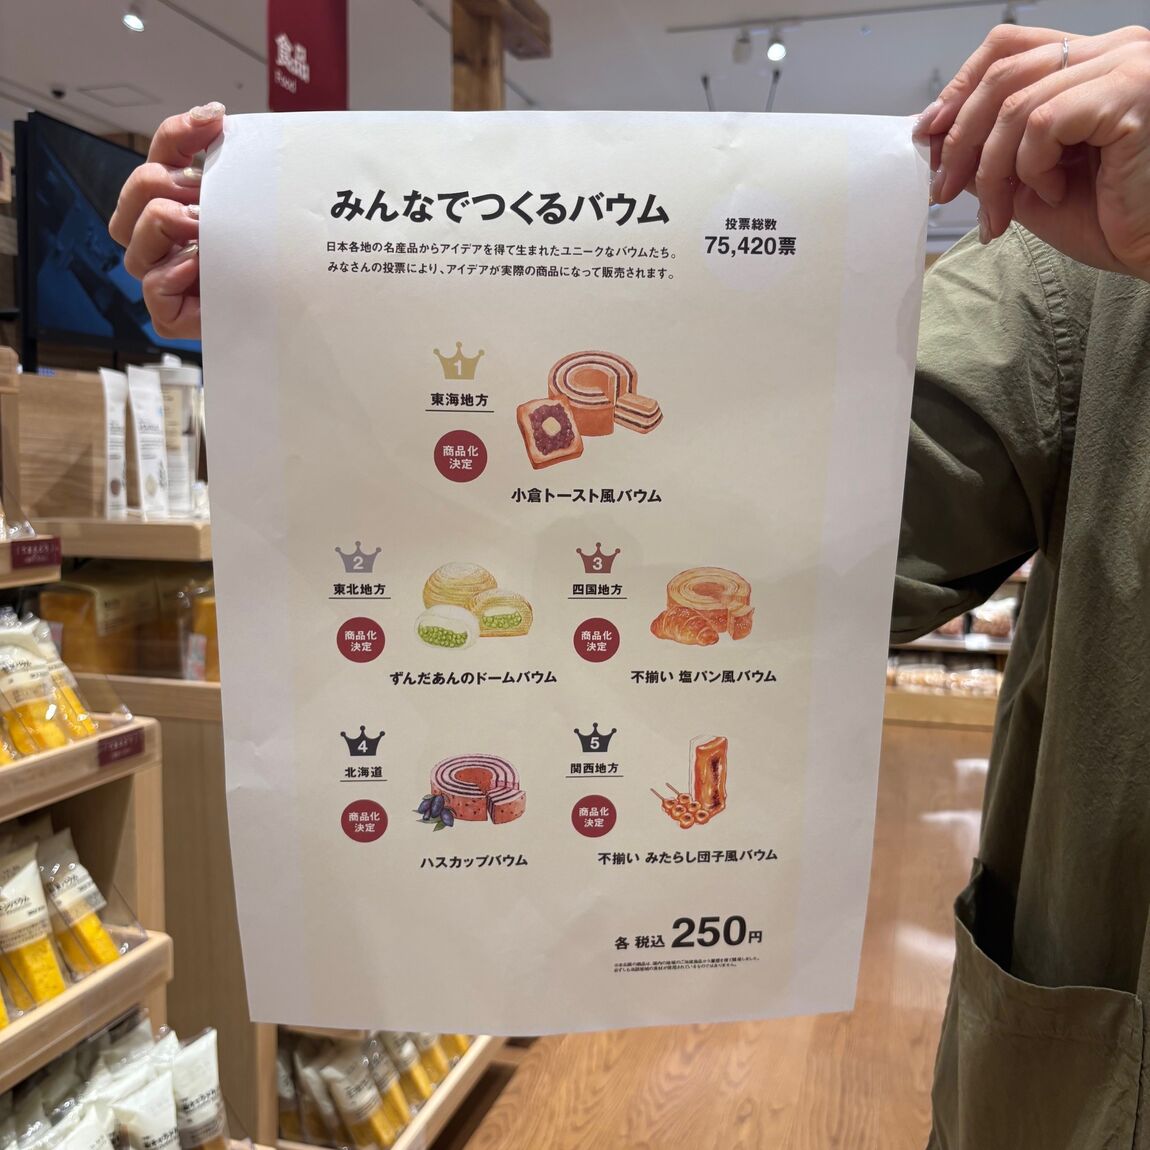 食品
Food
みんなでつくるバウム
日本各地の名産品からアイデアを得て生まれたユニークなバウムたち。
みなさんの投票により、アイデアが実際の商品になって販売されます。
投票総数
75,420票
1
東海地方
商品化
決定
小倉トースト風バウム
2
東北地方
商品化
決定
ずんだあんのドームバウム
3
四国地方
商品化
決定
不揃い 塩パン風バウム
4
北海道
商品化
決定
ハスカップバウム
5
関西地方
商品化
決定
不揃い みたらし団子風バウム
各 税込 250円